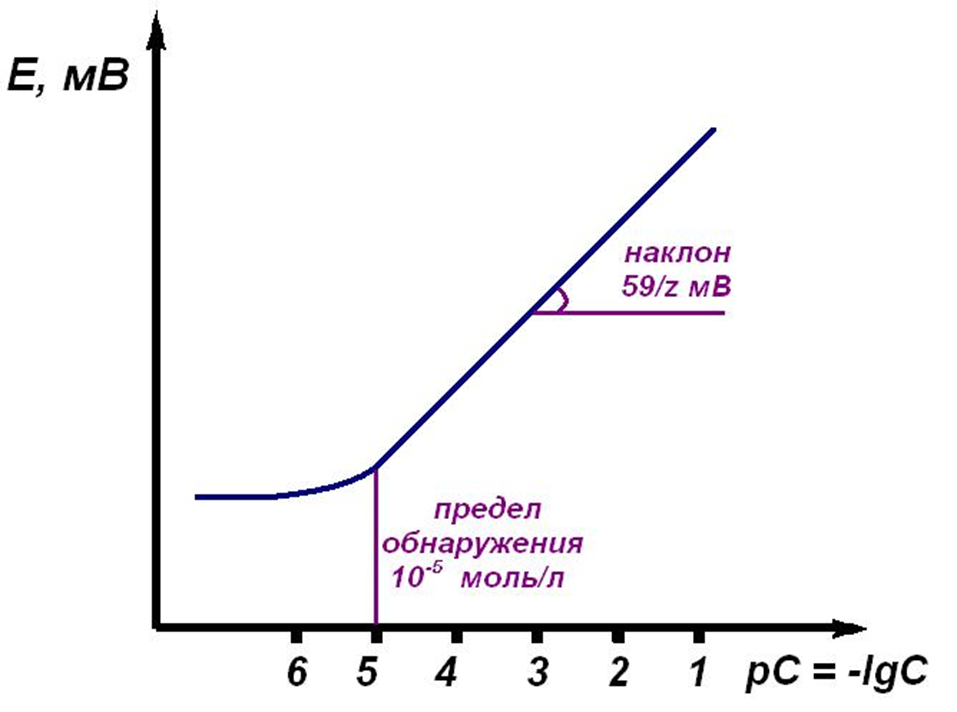 E, мВ
наклон
59/z мВ
предел
обнаружения
10⁻⁵ моль/л
6 5 4 3 2 1 pC = -lgC